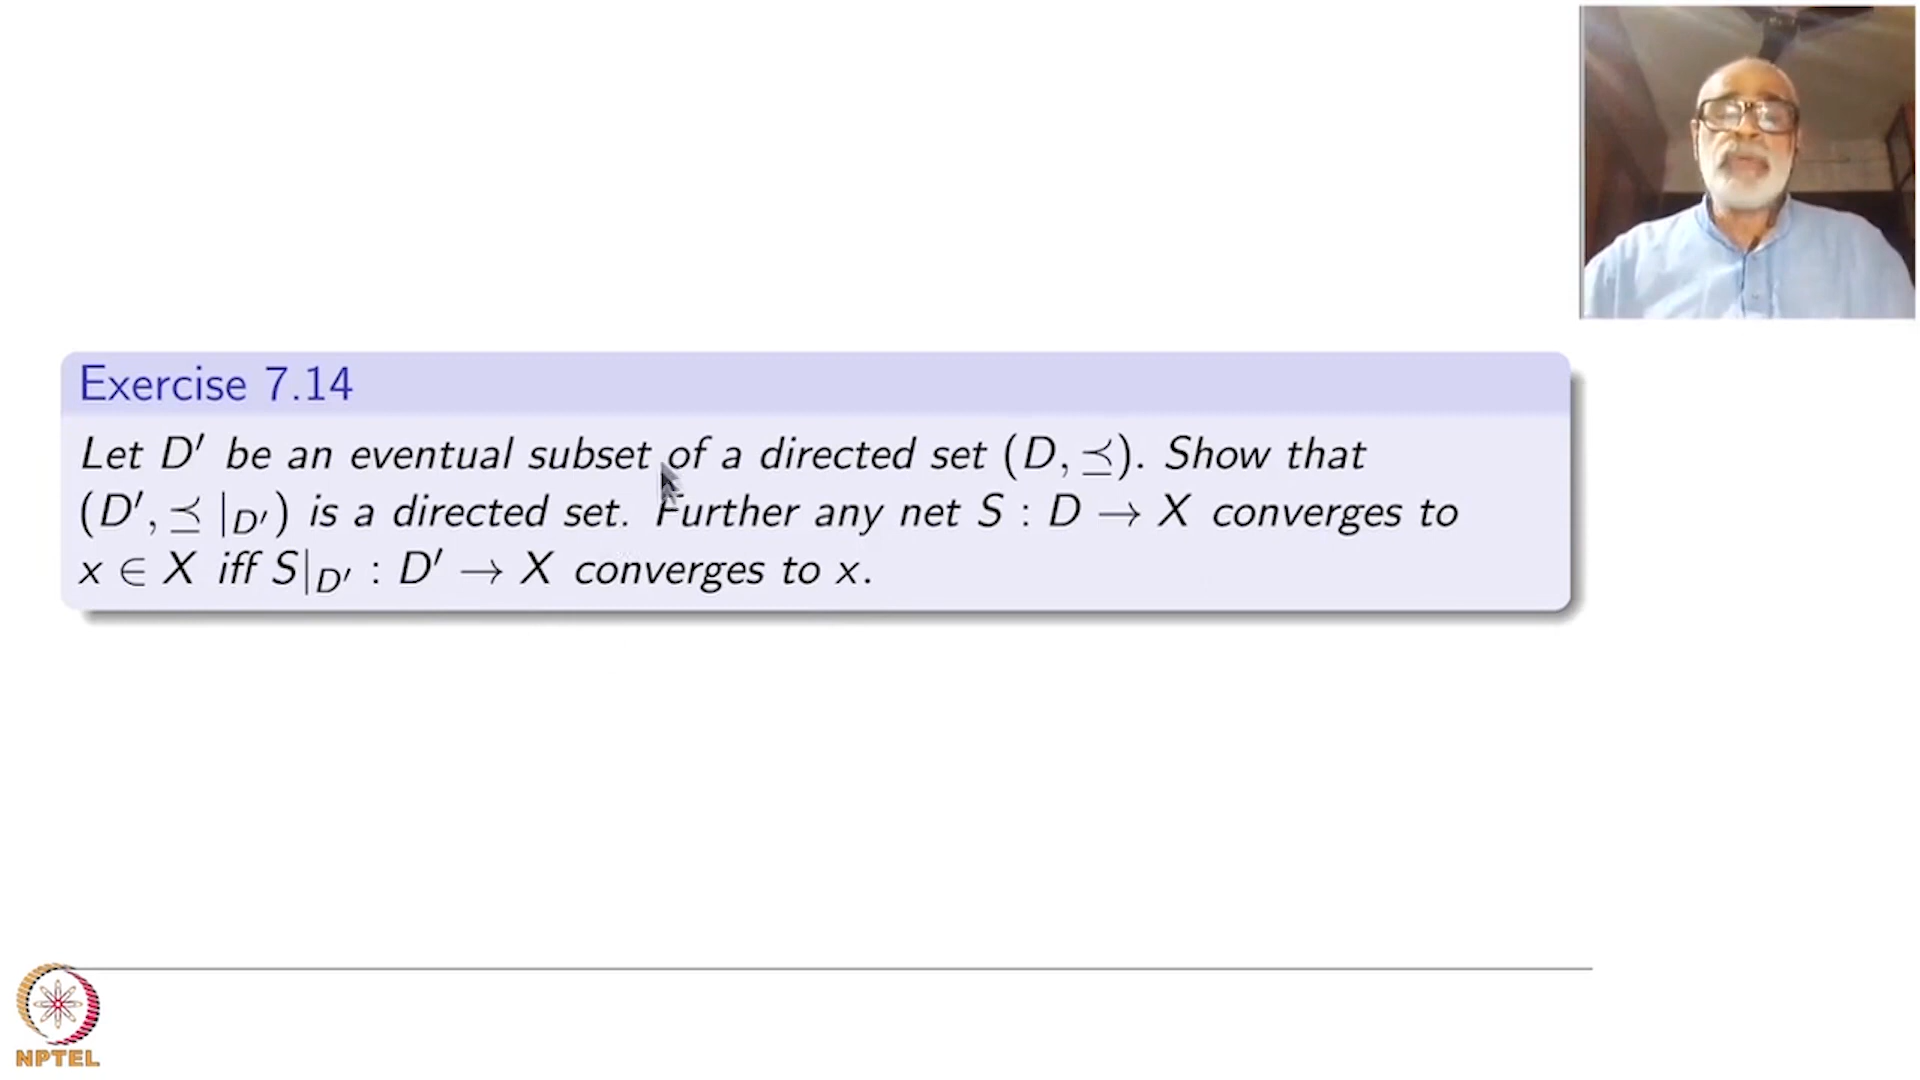 Exercise 7.14
Let D′ be an eventual subset of a directed set (D, ⪯). Show that
(D′, ⪯ |D′) is a directed set. Further any net S : D → X converges to
x ∈ X iff S|D′ : D′ → X converges to x.
NPTEL